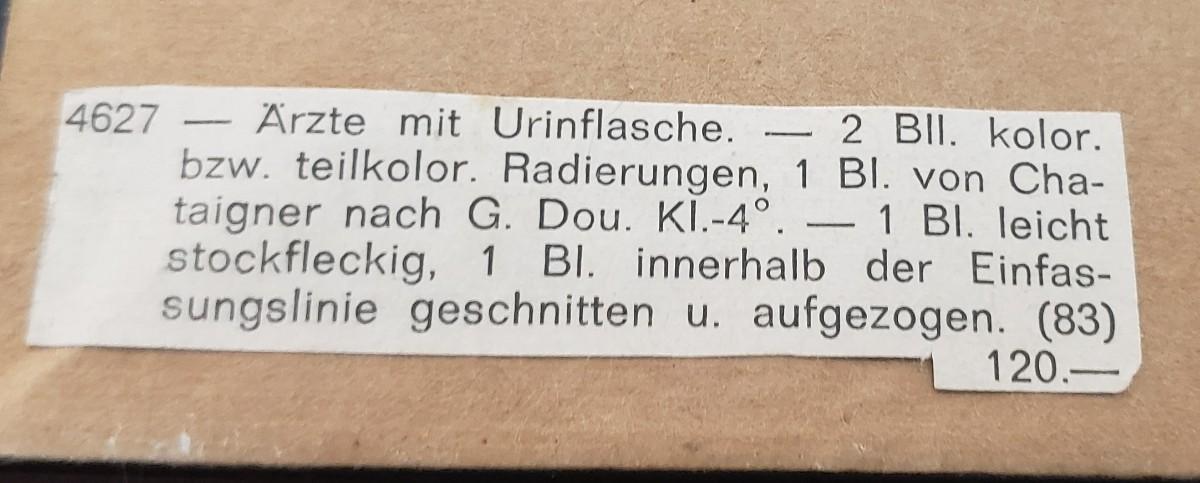 4627 — Ärzte mit Urinflasche. — 2 Bll. kolor.
bzw. teilkolor. Radierungen, 1 Bl. von Cha-
taigner nach G. Dou. Kl.-4°. — 1 Bl. leicht
stockfleckig, 1 Bl. innerhalb der Einfas-
sungslinie geschnitten u. aufgezogen. (83)
120.—